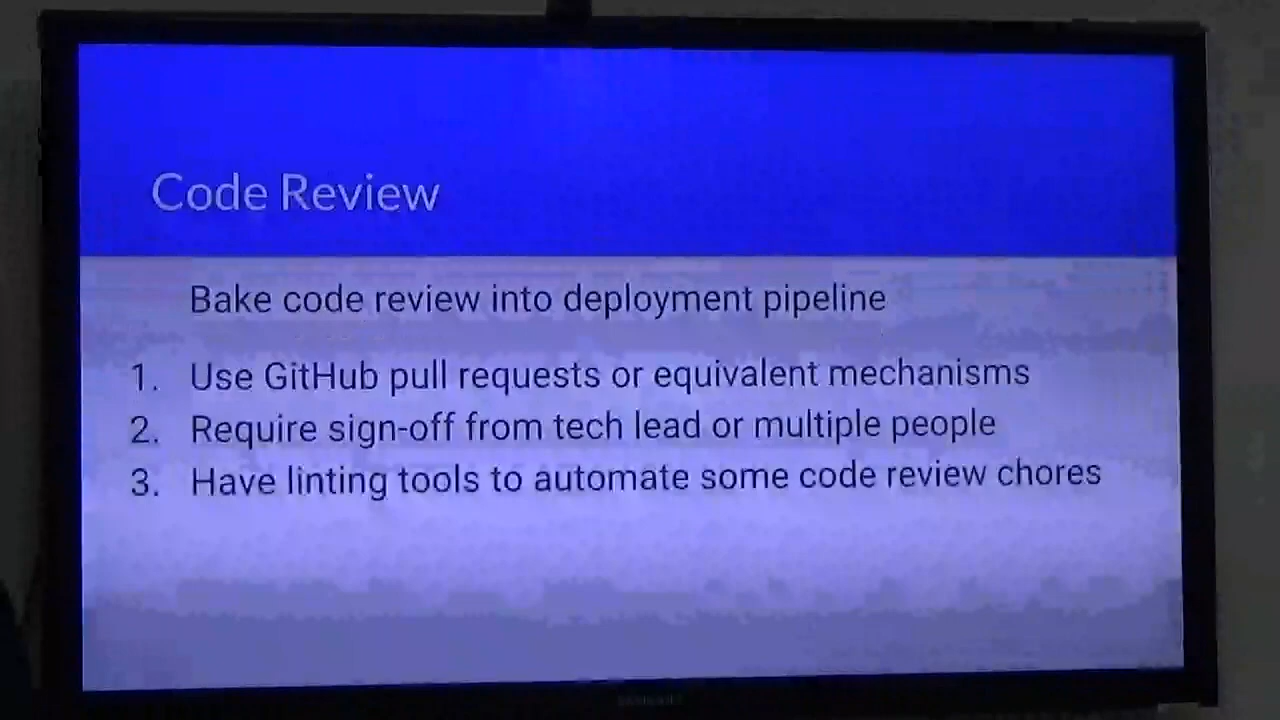 Code Review
Bake code review into deployment pipeline
1. Use GitHub pull requests or equivalent mechanisms
2. Require sign-off from tech lead or multiple people
3. Have linting tools to automate some code review chores